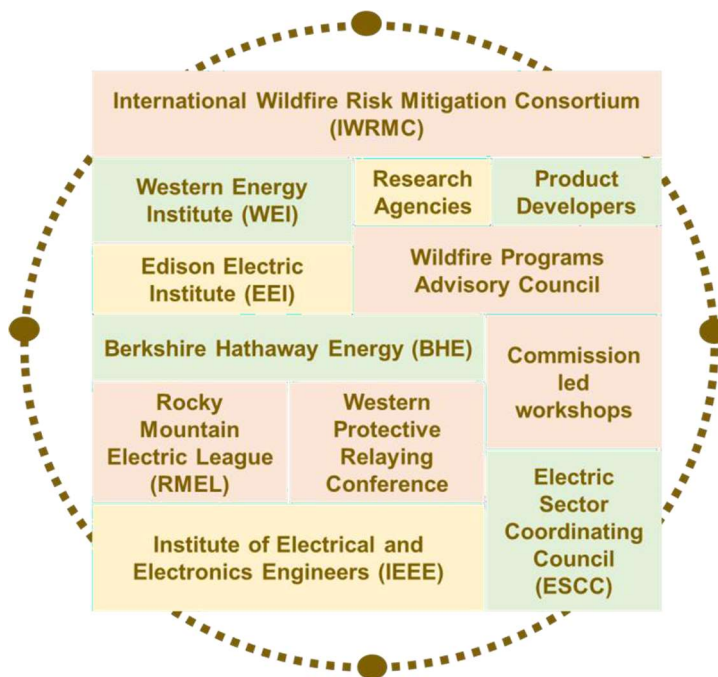 International Wildfire Risk Mitigation Consortium
(IWRMC)
Western Energy
Institute (WEI)
Research
Agencies
Product
Developers
Edison Electric
Institute (EEI)
Wildfire Programs
Advisory Council
Berkshire Hathaway Energy (BHE)
Commission
led
workshops
Rocky
Mountain
Electric League
(RMEL)
Western
Protective
Relaying
Conference
Electric
Sector
Coordinating
Council
(ESCC)
Institute of Electrical and
Electronics Engineers (IEEE)